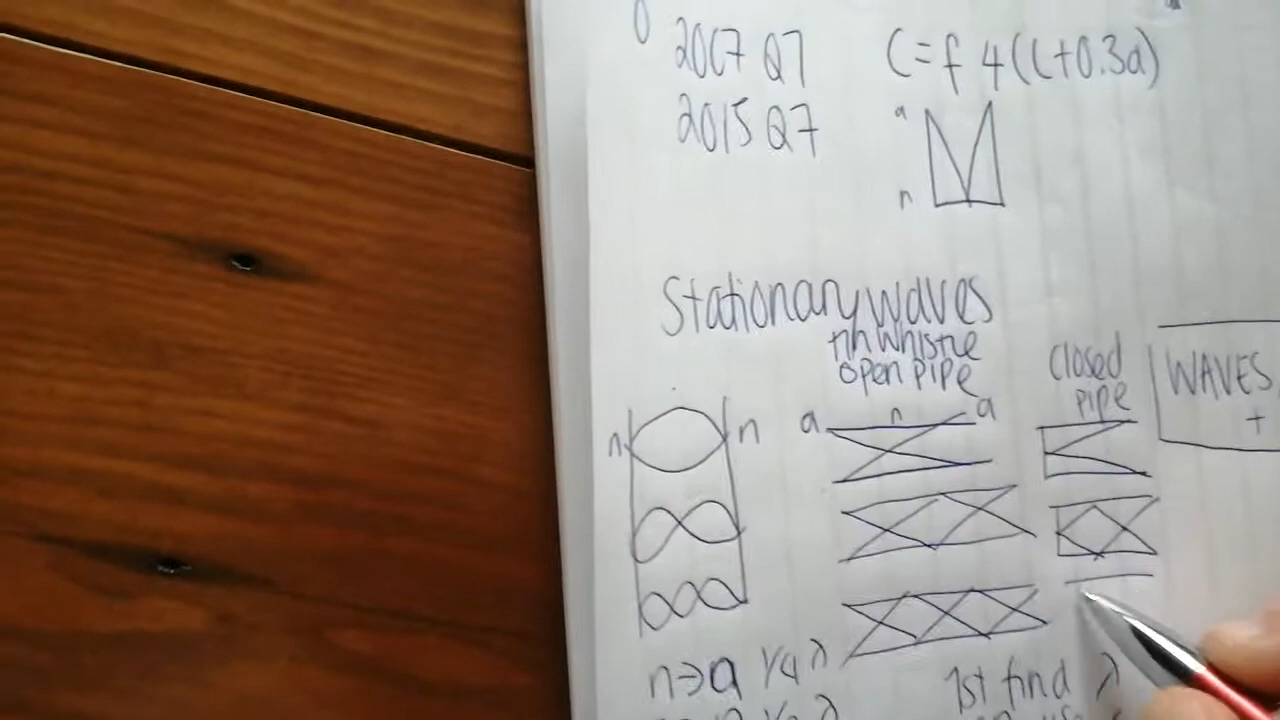 2007 Q7
C=f 4(L+0.3a)
2015 Q7
a
n
Stationary waves
tin whistle
open pipe
closed
pipe
WAVES
+
n
n
a
n
a
n→a 1/4 λ
1st find λ